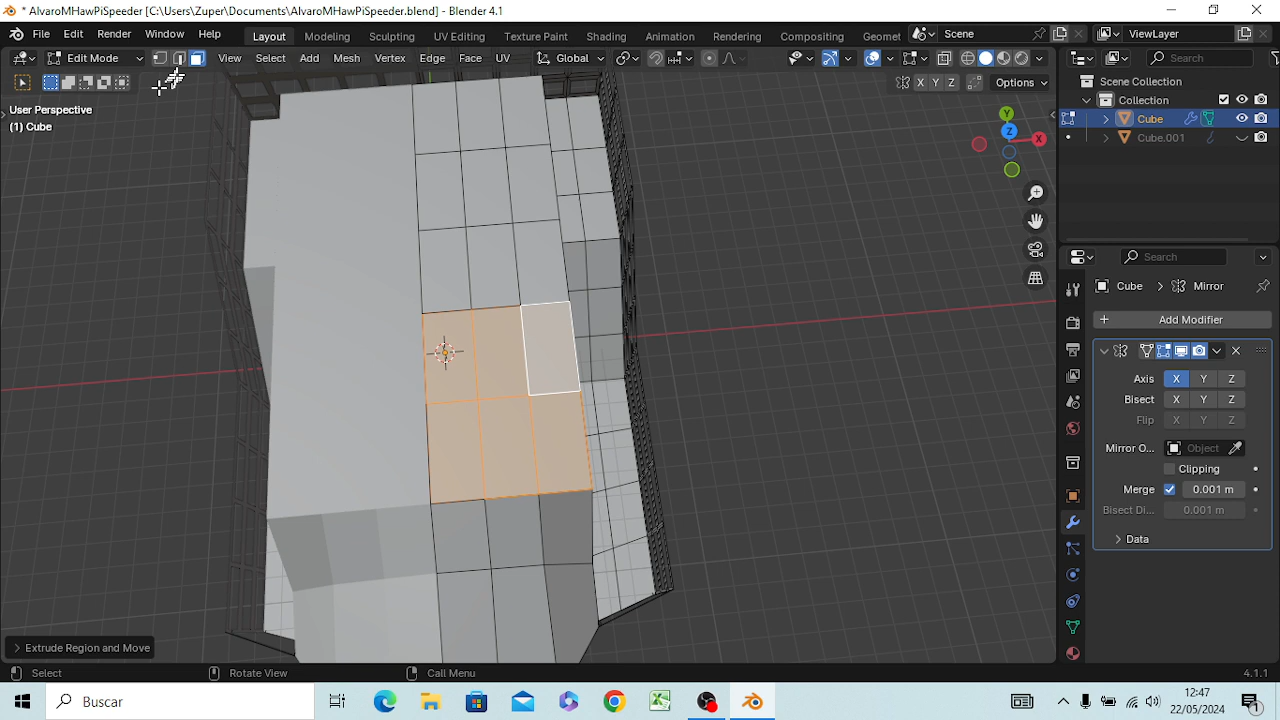 * AlvaroMHawPiSpeeder [C:\Users\Zuper\Documents\AlvaroMHawPiSpeeder.blend] - Blender 4.1
File Edit Render Window Help Layout Modeling Sculpting UV Editing Texture Paint Shading Animation Rendering Compositing Geomet Scene ViewLayer
Edit Mode View Select Add Mesh Vertex Edge Face UV Global Search
X Y Z Options Scene Collection
User Perspective Collection
(1) Cube Cube
Cube.001
Y
Z
X
Search
Cube > Mirror
+ Add Modifier
Axis X Y Z
Bisect X Y Z
Flip X Y Z
Mirror O... Object
Clipping
Merge 0.001 m
Bisect Di... 0.001 m
> Data
> Extrude Region and Move
Select Rotate View Call Menu 4.1.1
Buscar 12:47
22/05/2024
1